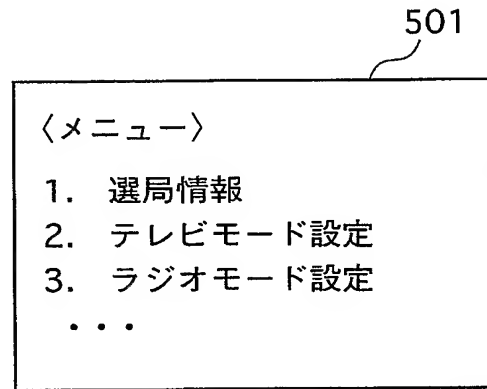 501
〈メニュー〉
1. 選局情報
2. テレビモード設定
3. ラジオモード設定
・・・